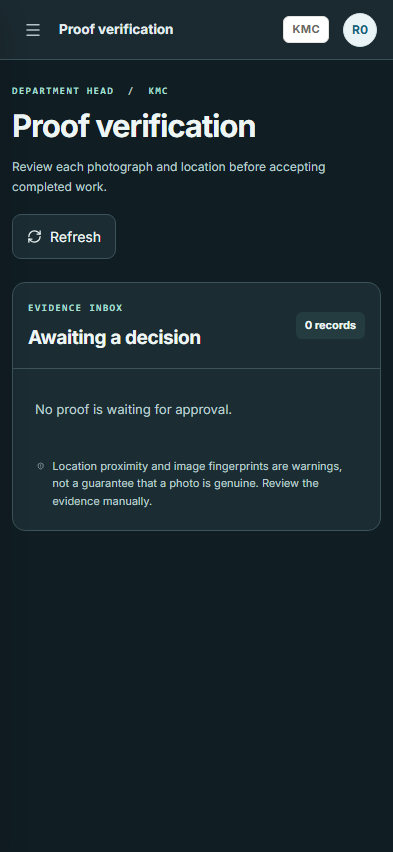 Proof verification
KMC
RO
DEPARTMENT HEAD / KMC
Proof verification
Review each photograph and location before accepting
completed work.
Refresh
EVIDENCE INBOX
Awaiting a decision
0 records
No proof is waiting for approval.
Location proximity and image fingerprints are warnings,
not a guarantee that a photo is genuine. Review the
evidence manually.